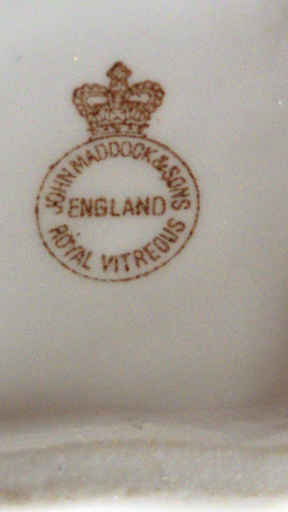 JOHN MADDOCK & SONS
ENGLAND
ROYAL VITREOUS